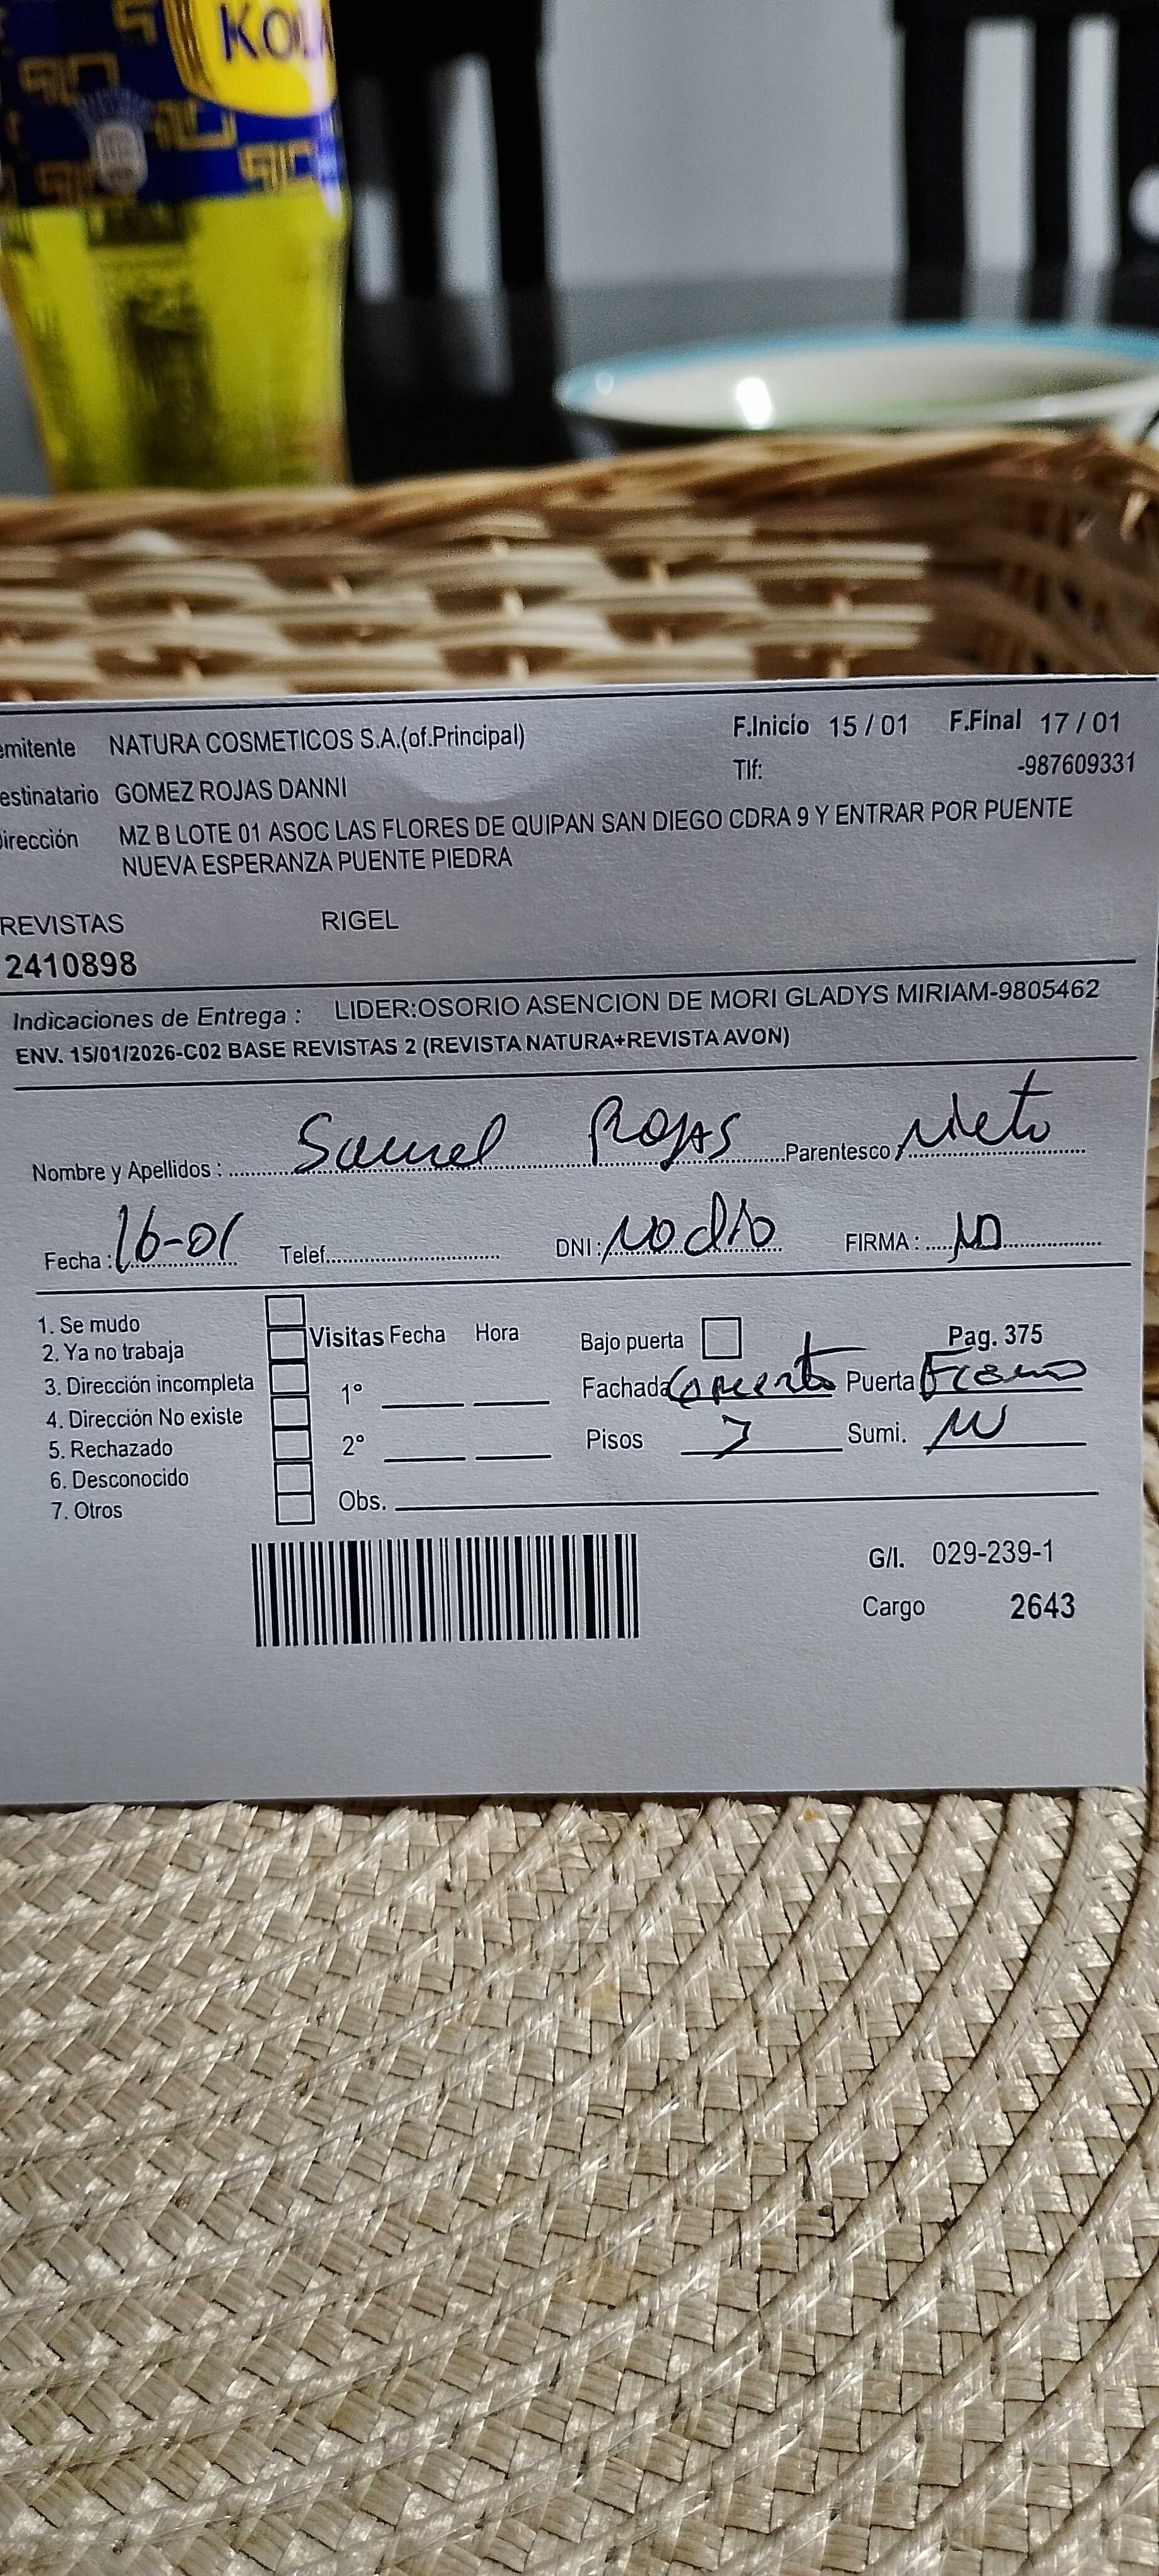 KOLA
emitente NATURA COSMETICOS S.A.(of.Principal) F.Inicio 15 / 01 F.Final 17 / 01
Tlf: -987609331
estinatario GOMEZ ROJAS DANNI
irección MZ B LOTE 01 ASOC LAS FLORES DE QUIPAN SAN DIEGO CDRA 9 Y ENTRAR POR PUENTE
NUEVA ESPERANZA PUENTE PIEDRA
REVISTAS RIGEL
2410898
Indicaciones de Entrega : LIDER:OSORIO ASENCION DE MORI GLADYS MIRIAM-9805462
ENV. 15/01/2026-C02 BASE REVISTAS 2 (REVISTA NATURA+REVISTA AVON)
Nombre y Apellidos : Samuel Rojas Parentesco : Nieto
Fecha : 16-01 Telef. DNI : No dio FIRMA : ND
1. Se mudo
2. Ya no trabaja
3. Dirección incompleta
4. Dirección No existe
5. Rechazado
6. Desconocido
7. Otros
Visitas Fecha Hora
1°
2°
Obs.
Bajo puerta Pag. 375
Fachada Puerta
Pisos Sumi.
G/I. 029-239-1
Cargo 2643